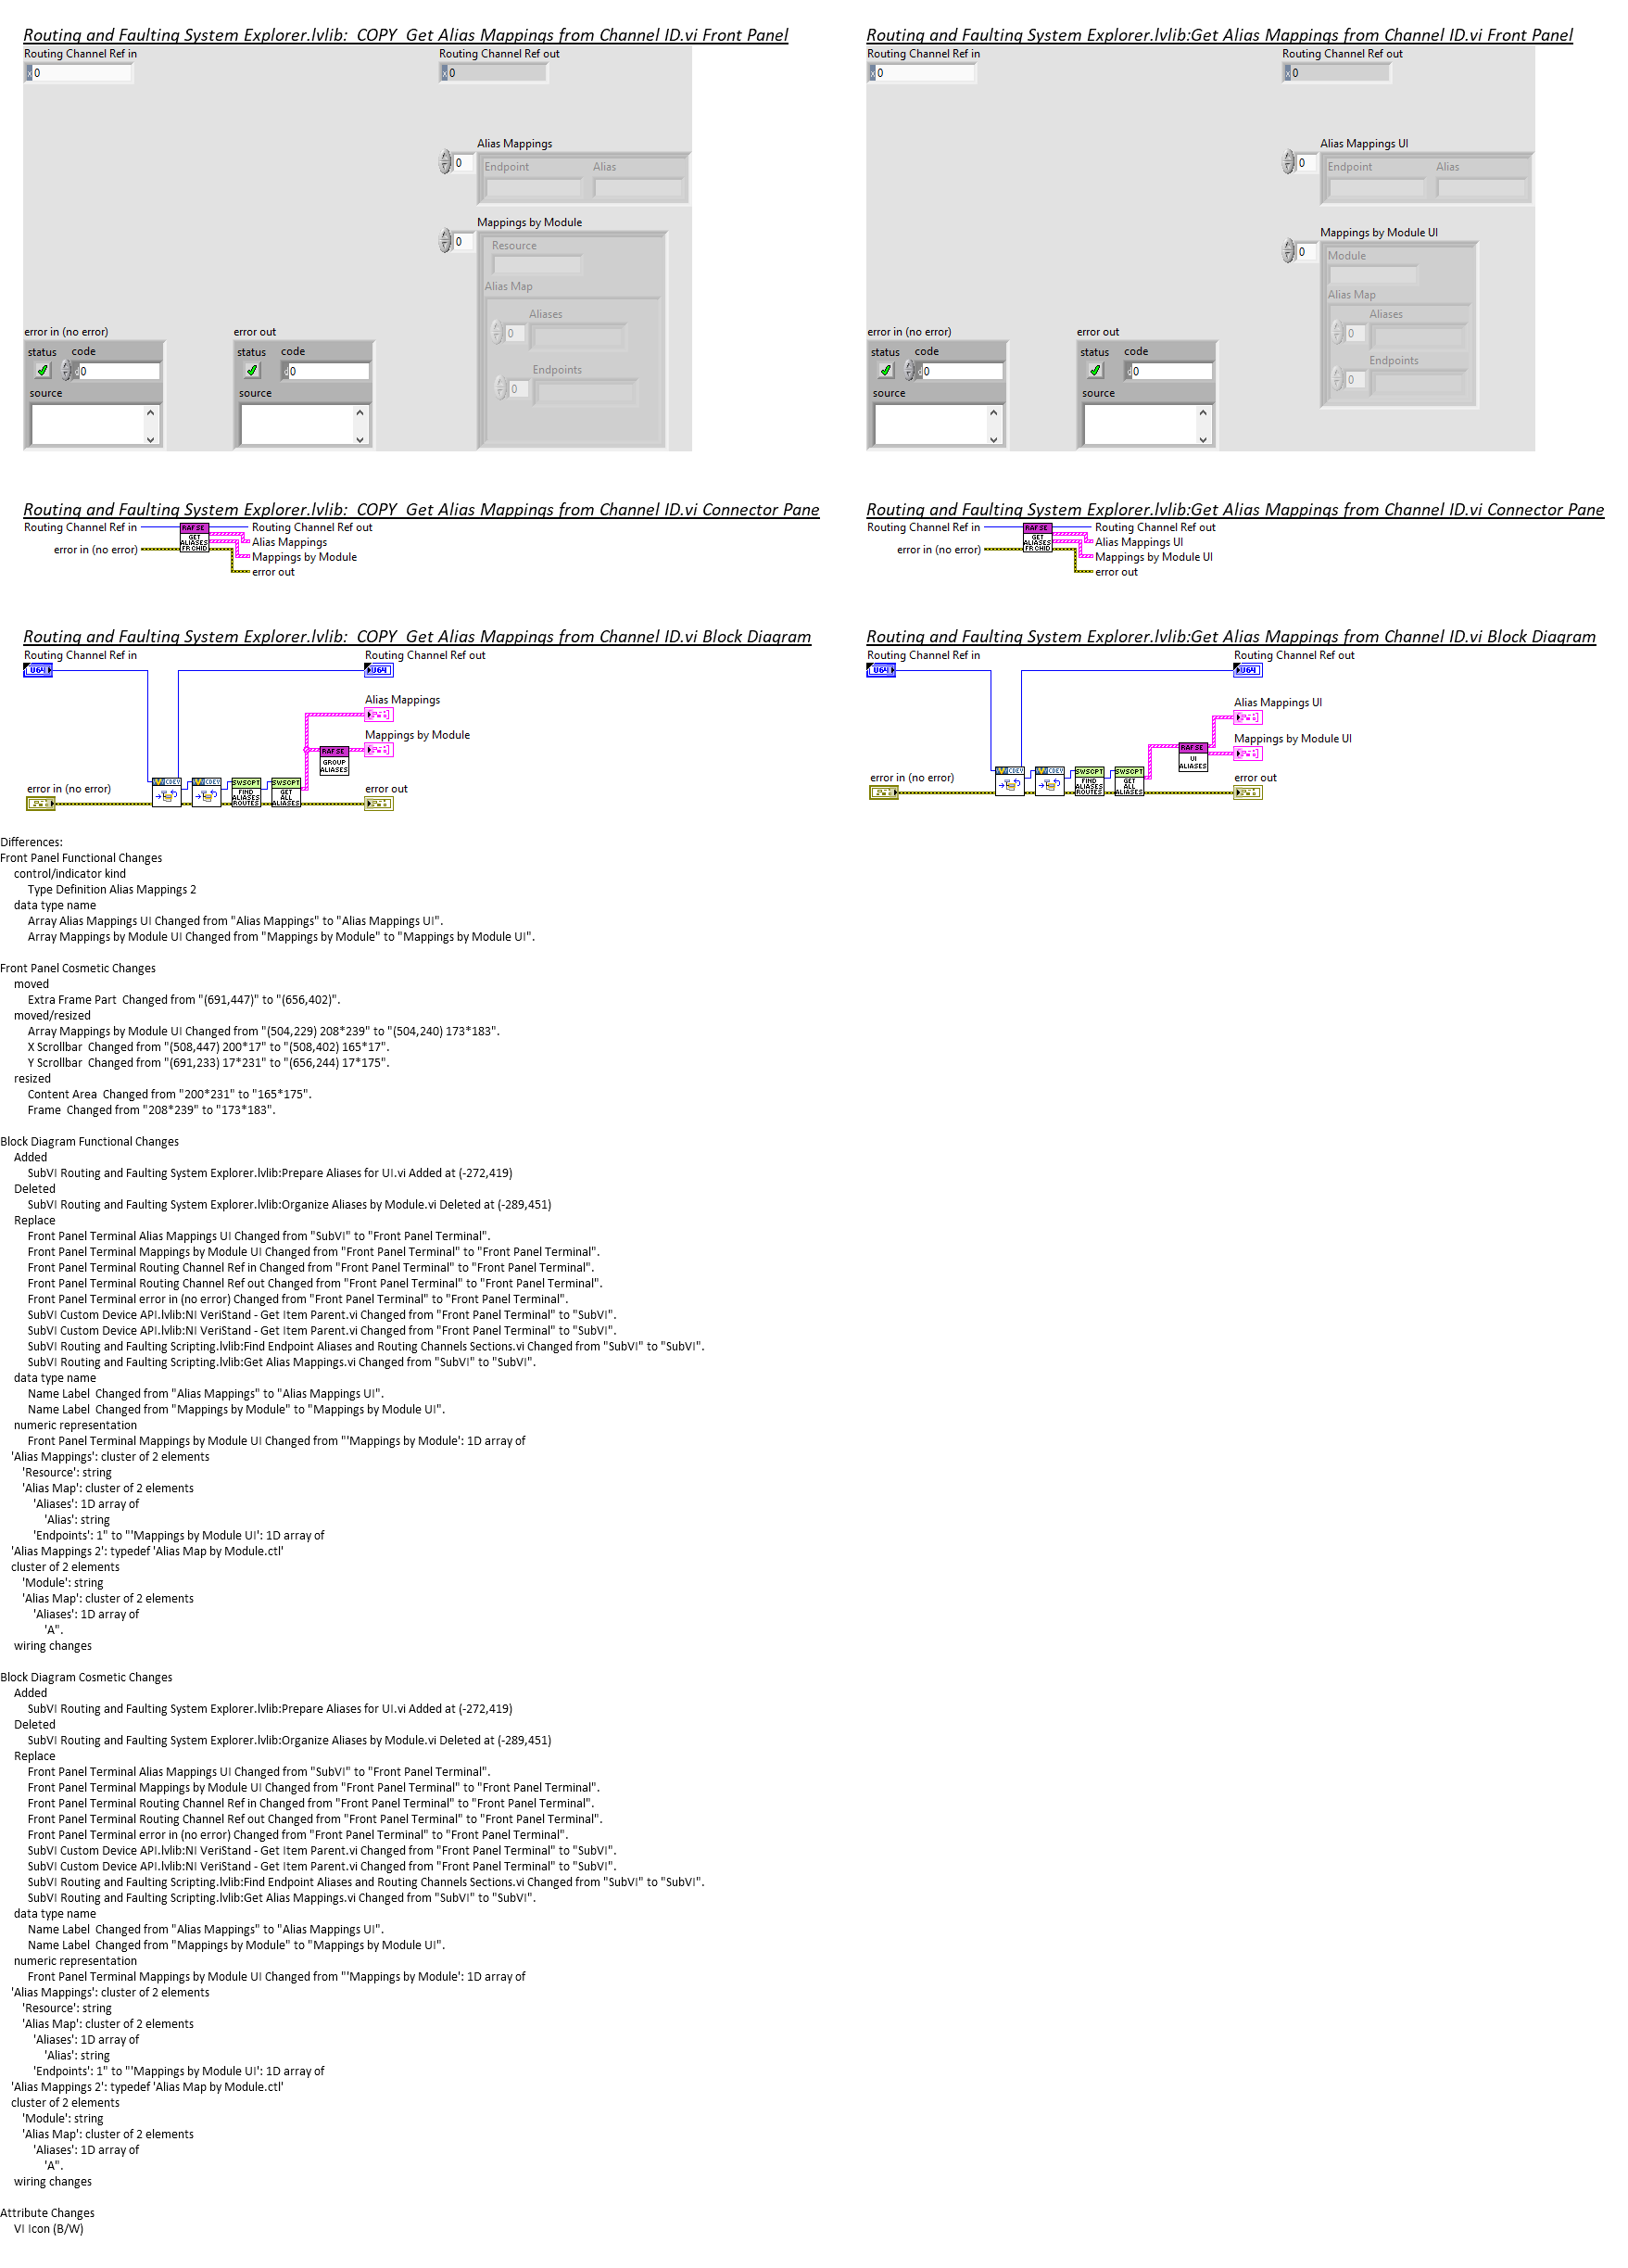 Routing and Faulting System Explorer.lvlib:_COPY_Get Alias Mappings from Channel ID.vi Front Panel
Routing Channel Ref in
x 0
Routing Channel Ref out
x 0
Alias Mappings
0
Endpoint
Alias
Mappings by Module
0
Resource
Alias Map
Aliases
0
Endpoints
0
error in (no error)
status
code
d 0
source
error out
status
code
d 0
source
Routing and Faulting System Explorer.lvlib:Get Alias Mappings from Channel ID.vi Front Panel
Routing Channel Ref in
x 0
Routing Channel Ref out
x 0
Alias Mappings UI
0
Endpoint
Alias
Mappings by Module UI
0
Module
Alias Map
Aliases
0
Endpoints
0
error in (no error)
status
code
d 0
source
error out
status
code
d 0
source
Routing and Faulting System Explorer.lvlib:_COPY_Get Alias Mappings from Channel ID.vi Connector Pane
Routing Channel Ref in
error in (no error)
RAF SE
GET
ALIASES
FR CHID
Routing Channel Ref out
Alias Mappings
Mappings by Module
error out
Routing and Faulting System Explorer.lvlib:Get Alias Mappings from Channel ID.vi Connector Pane
Routing Channel Ref in
error in (no error)
RAF SE
GET
ALIASES
FR CHID
Routing Channel Ref out
Alias Mappings UI
Mappings by Module UI
error out
Routing and Faulting System Explorer.lvlib:_COPY_Get Alias Mappings from Channel ID.vi Block Diagram
Routing Channel Ref in
U64
Routing Channel Ref out
U64
Alias Mappings
Mappings by Module
RAF SE
GROUP
ALIASES
error in (no error)
CDEV
CDEV
SWSCPT
FIND
ALIASES
ROUTES
SWSCPT
GET
ALL
ALIASES
error out
Routing and Faulting System Explorer.lvlib:Get Alias Mappings from Channel ID.vi Block Diagram
Routing Channel Ref in
U64
Routing Channel Ref out
U64
Alias Mappings UI
Mappings by Module UI
RAF SE
UI
ALIASES
error in (no error)
CDEV
CDEV
SWSCPT
FIND
ALIASES
ROUTES
SWSCPT
GET
ALL
ALIASES
error out
Differences:
Front Panel Functional Changes
control/indicator kind
Type Definition Alias Mappings 2
data type name
Array Alias Mappings UI Changed from "Alias Mappings" to "Alias Mappings UI".
Array Mappings by Module UI Changed from "Mappings by Module" to "Mappings by Module UI".
Front Panel Cosmetic Changes
moved
Extra Frame Part  Changed from "(691,447)" to "(656,402)".
moved/resized
Array Mappings by Module UI Changed from "(504,229) 208*239" to "(504,240) 173*183".
X Scrollbar  Changed from "(508,447) 200*17" to "(508,402) 165*17".
Y Scrollbar  Changed from "(691,233) 17*231" to "(656,244) 17*175".
resized
Content Area  Changed from "200*231" to "165*175".
Frame  Changed from "208*239" to "173*183".
Block Diagram Functional Changes
Added
SubVI Routing and Faulting System Explorer.lvlib:Prepare Aliases for UI.vi Added at (-272,419)
Deleted
SubVI Routing and Faulting System Explorer.lvlib:Organize Aliases by Module.vi Deleted at (-289,451)
Replace
Front Panel Terminal Alias Mappings UI Changed from "SubVI" to "Front Panel Terminal".
Front Panel Terminal Mappings by Module UI Changed from "Front Panel Terminal" to "Front Panel Terminal".
Front Panel Terminal Routing Channel Ref in Changed from "Front Panel Terminal" to "Front Panel Terminal".
Front Panel Terminal Routing Channel Ref out Changed from "Front Panel Terminal" to "Front Panel Terminal".
Front Panel Terminal error in (no error) Changed from "Front Panel Terminal" to "Front Panel Terminal".
SubVI Custom Device API.lvlib:NI VeriStand - Get Item Parent.vi Changed from "Front Panel Terminal" to "SubVI".
SubVI Custom Device API.lvlib:NI VeriStand - Get Item Parent.vi Changed from "Front Panel Terminal" to "SubVI".
SubVI Routing and Faulting Scripting.lvlib:Find Endpoint Aliases and Routing Channels Sections.vi Changed from "SubVI" to "SubVI".
SubVI Routing and Faulting Scripting.lvlib:Get Alias Mappings.vi Changed from "SubVI" to "SubVI".
data type name
Name Label  Changed from "Alias Mappings" to "Alias Mappings UI".
Name Label  Changed from "Mappings by Module" to "Mappings by Module UI".
numeric representation
Front Panel Terminal Mappings by Module UI Changed from "'Mappings by Module': 1D array of
'Alias Mappings': cluster of 2 elements
'Resource': string
'Alias Map': cluster of 2 elements
'Aliases': 1D array of
'Alias': string
'Endpoints': 1" to "'Mappings by Module UI': 1D array of
'Alias Mappings 2': typedef 'Alias Map by Module.ctl'
cluster of 2 elements
'Module': string
'Alias Map': cluster of 2 elements
'Aliases': 1D array of
'A".
wiring changes
Block Diagram Cosmetic Changes
Added
SubVI Routing and Faulting System Explorer.lvlib:Prepare Aliases for UI.vi Added at (-272,419)
Deleted
SubVI Routing and Faulting System Explorer.lvlib:Organize Aliases by Module.vi Deleted at (-289,451)
Replace
Front Panel Terminal Alias Mappings UI Changed from "SubVI" to "Front Panel Terminal".
Front Panel Terminal Mappings by Module UI Changed from "Front Panel Terminal" to "Front Panel Terminal".
Front Panel Terminal Routing Channel Ref in Changed from "Front Panel Terminal" to "Front Panel Terminal".
Front Panel Terminal Routing Channel Ref out Changed from "Front Panel Terminal" to "Front Panel Terminal".
Front Panel Terminal error in (no error) Changed from "Front Panel Terminal" to "Front Panel Terminal".
SubVI Custom Device API.lvlib:NI VeriStand - Get Item Parent.vi Changed from "Front Panel Terminal" to "SubVI".
SubVI Custom Device API.lvlib:NI VeriStand - Get Item Parent.vi Changed from "Front Panel Terminal" to "SubVI".
SubVI Routing and Faulting Scripting.lvlib:Find Endpoint Aliases and Routing Channels Sections.vi Changed from "SubVI" to "SubVI".
SubVI Routing and Faulting Scripting.lvlib:Get Alias Mappings.vi Changed from "SubVI" to "SubVI".
data type name
Name Label  Changed from "Alias Mappings" to "Alias Mappings UI".
Name Label  Changed from "Mappings by Module" to "Mappings by Module UI".
numeric representation
Front Panel Terminal Mappings by Module UI Changed from "'Mappings by Module': 1D array of
'Alias Mappings': cluster of 2 elements
'Resource': string
'Alias Map': cluster of 2 elements
'Aliases': 1D array of
'Alias': string
'Endpoints': 1" to "'Mappings by Module UI': 1D array of
'Alias Mappings 2': typedef 'Alias Map by Module.ctl'
cluster of 2 elements
'Module': string
'Alias Map': cluster of 2 elements
'Aliases': 1D array of
'A".
wiring changes
Attribute Changes
VI Icon (B/W)